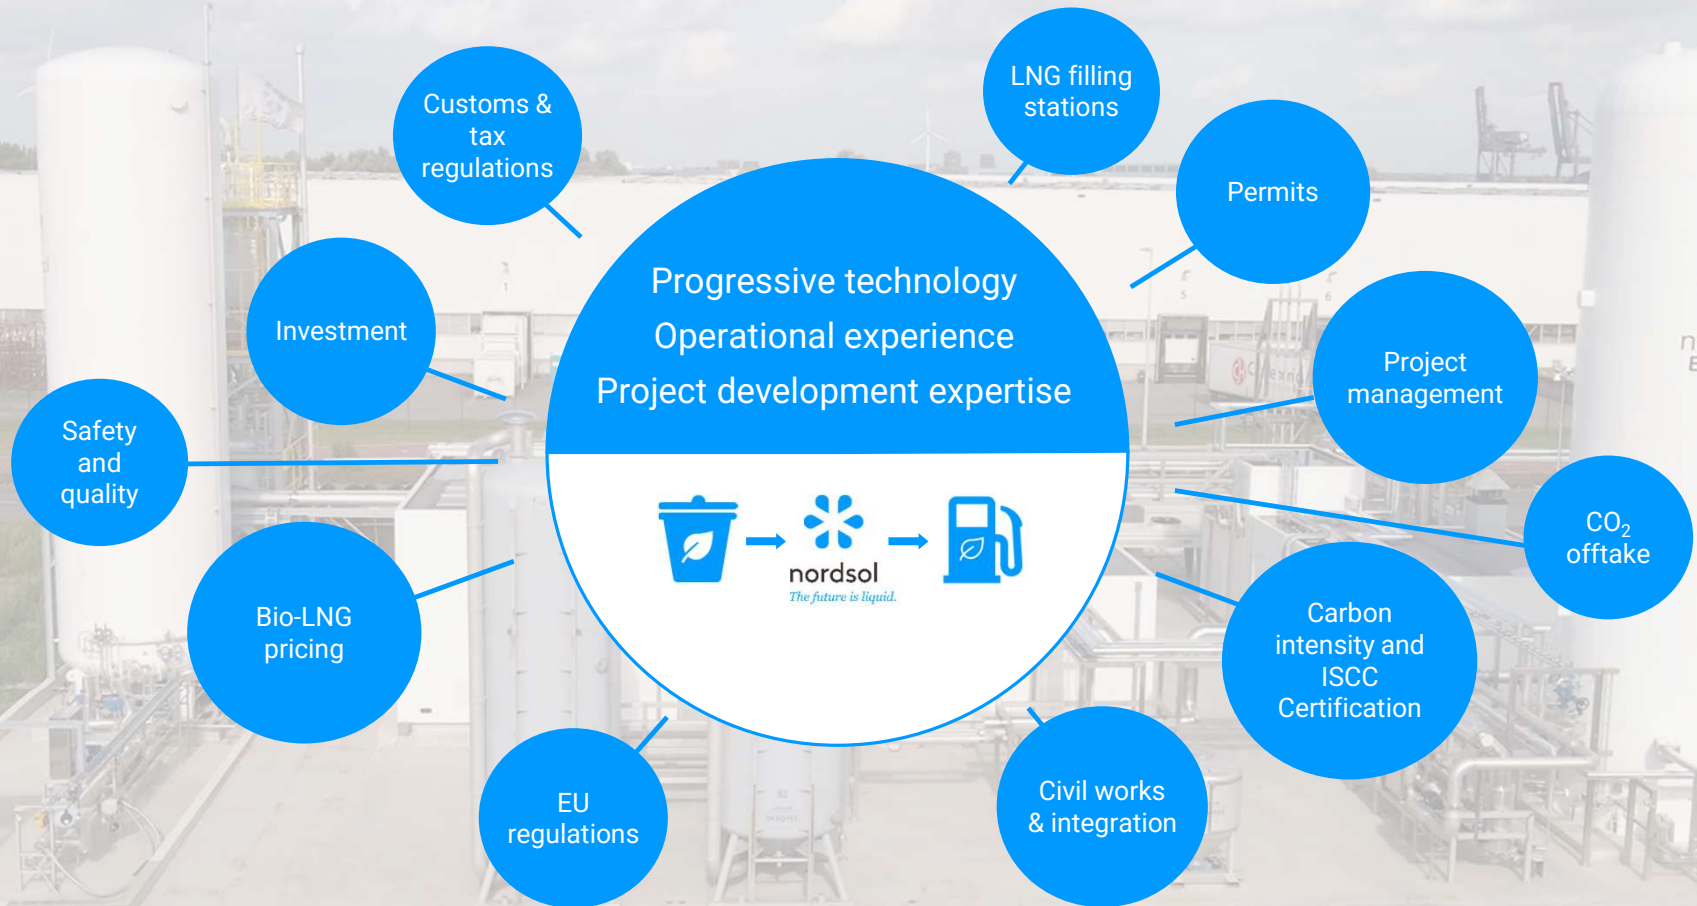 Customs &
tax
regulations
LNG filling
stations
Permits
Investment
Progressive technology
Operational experience
Project development expertise
Project
management
Safety
and
quality
CO₂
offtake
nordsol
The future is liquid.
Bio-LNG
pricing
Carbon
intensity and
ISCC
Certification
EU
regulations
Civil works
& integration